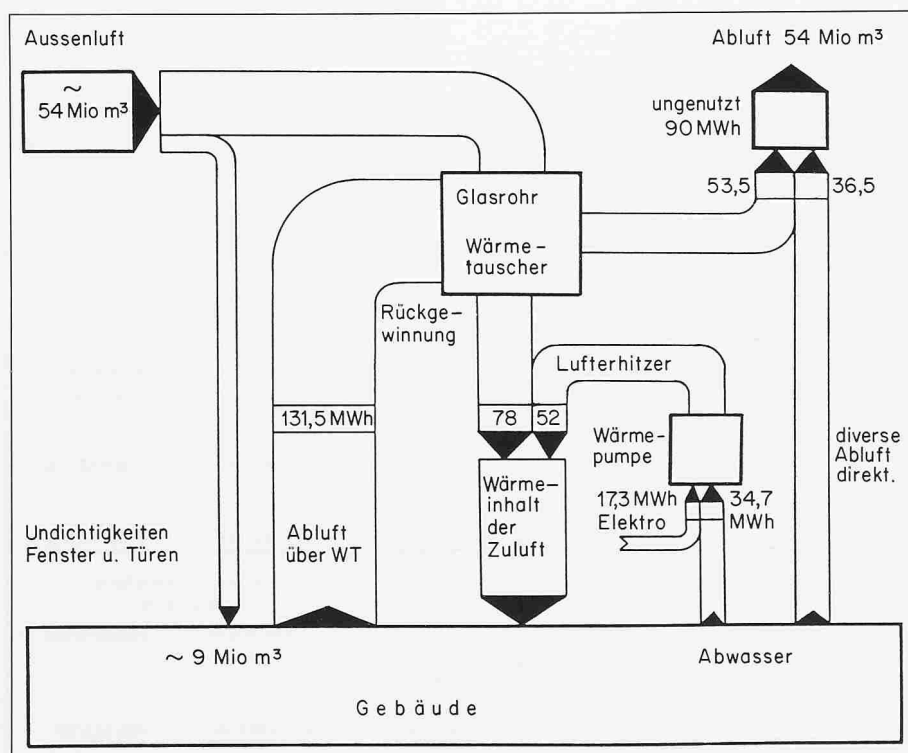 Aussenluft
Abluft 54 Mio m³
~
54 Mio m³
ungenutzt
90 MWh
53,5
36,5
Glasrohr
Wärme-
tauscher
Rückge-
winnung
Lufterhitzer
131,5 MWh
78
52
Wärme-
pumpe
diverse
Abluft
direkt.
Wärme-
inhalt
der
Zuluft
17,3 MWh
Elektro
34,7
MWh
Undichtigkeiten
Fenster u. Türen
Abluft
über WT
~ 9 Mio m³
Abwasser
Gebäude